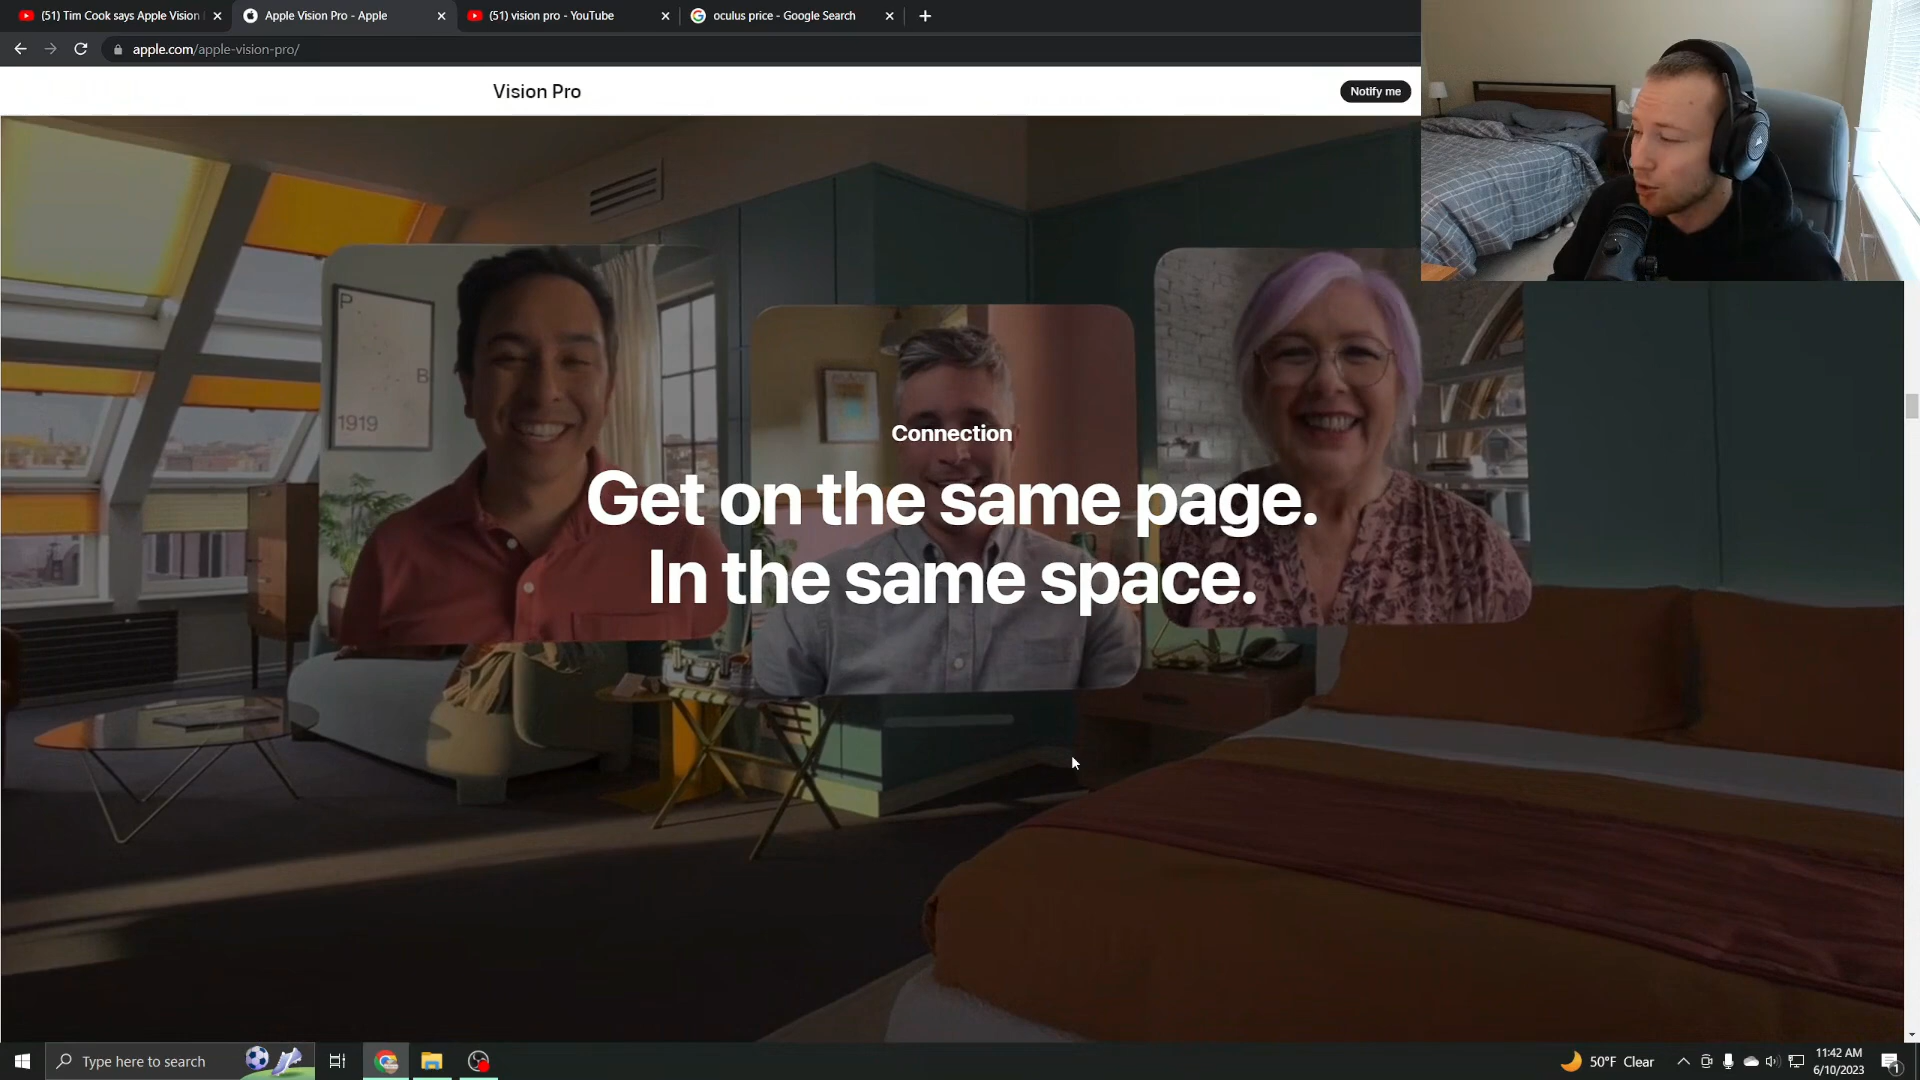 (51) Tim Cook says Apple Vision
Apple Vision Pro - Apple
(51) vision pro - YouTube
oculus price - Google Search
apple.com/apple-vision-pro/
Vision Pro
Notify me
P
B
1919
Connection
Get on the same page.
In the same space.
Type here to search
50°F Clear
11:42 AM
6/10/2023
1